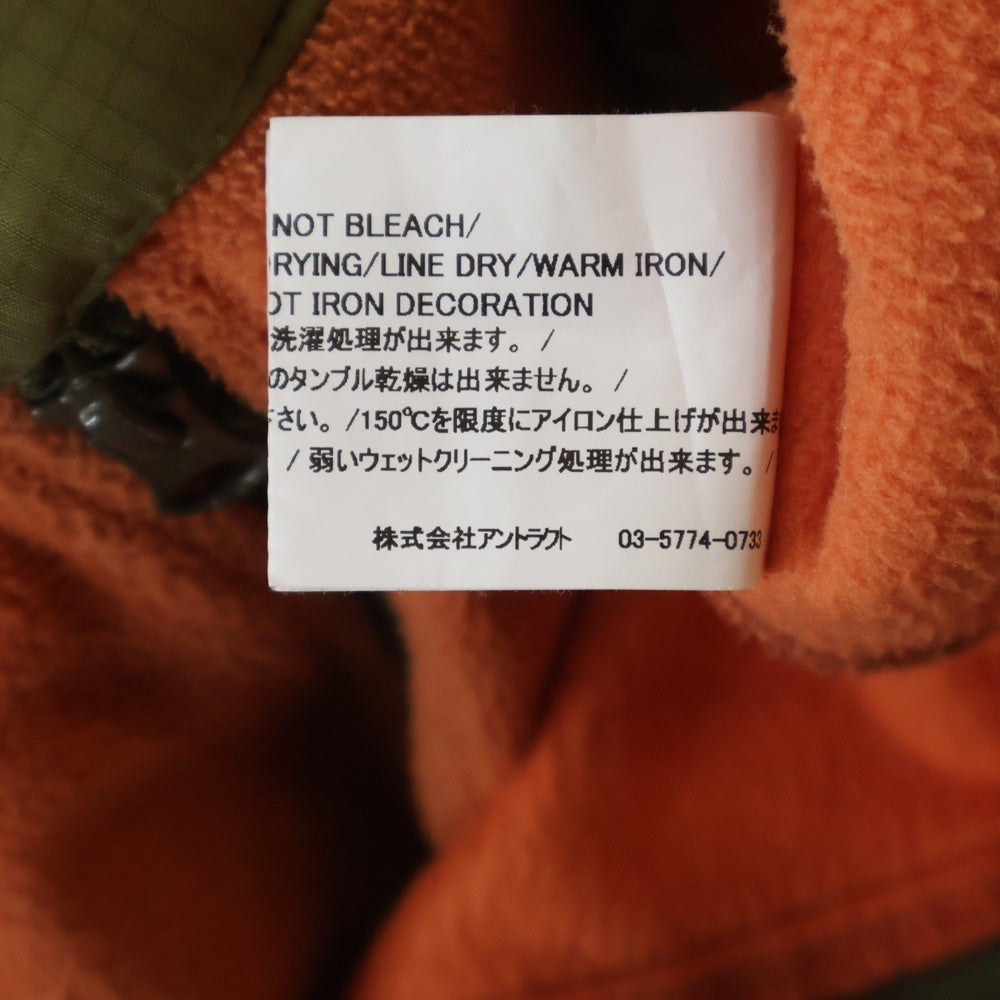 NOT BLEACH/
RYING/LINE DRY/WARM IRON/
OT IRON DECORATION
洗濯処理が出来ます。 /
のタンブル乾燥は出来ません。 /
下さい。 /150℃を限度にアイロン仕上げが出来ま
/ 弱いウェットクリーニング処理が出来ます。 /
株式会社アントラクト 03-5774-0733